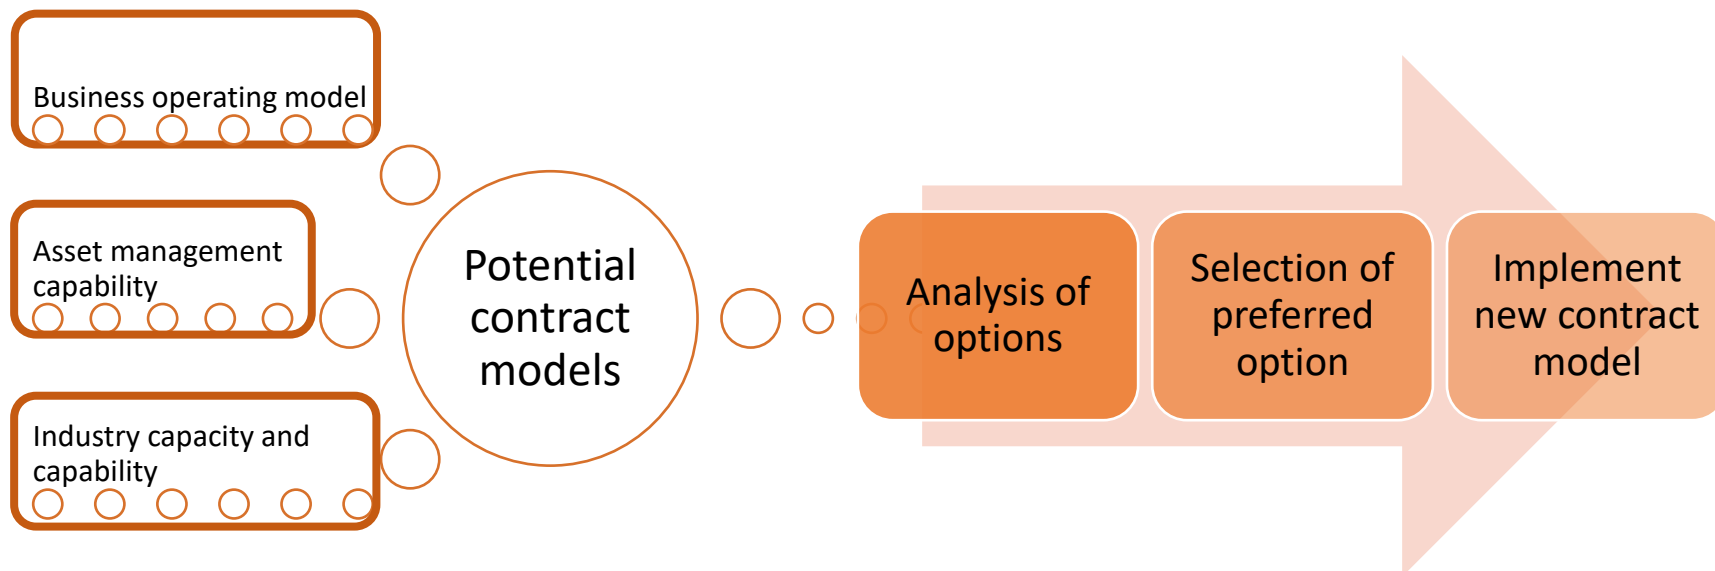 Business operating model
Asset management
capability
Industry capacity and
capability
Potential
contract
models
Analysis of
options
Selection of
preferred
option
Implement
new contract
model